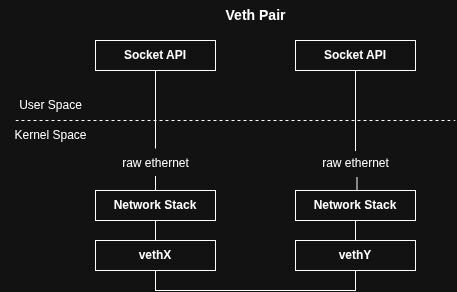 Veth Pair
Socket API
Socket API
User Space
Kernel Space
raw ethernet
raw ethernet
Network Stack
Network Stack
vethX
vethY